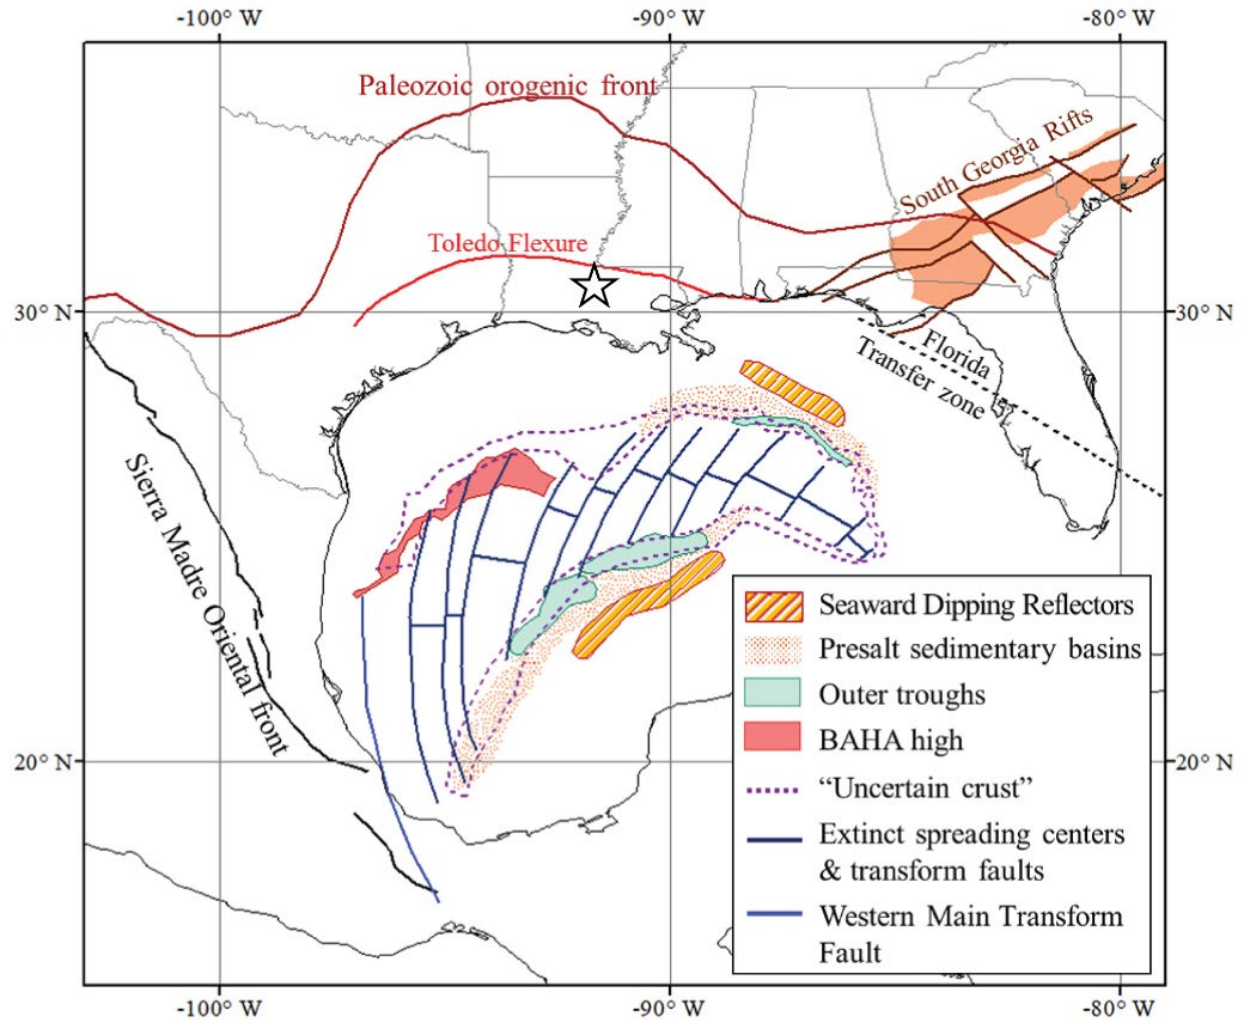 -100° W
-90° W
-80° W
Paleozoic orogenic front
South Georgia Rifts
Toledo Flexure
30° N
30° N
Florida
Transfer zone
Sierra Madre Oriental front
Seaward Dipping Reflectors
Presalt sedimentary basins
Outer troughs
BAHA high
20° N
20° N
“Uncertain crust”
Extinct spreading centers
& transform faults
Western Main Transform
Fault
-100° W
-90° W
-80° W